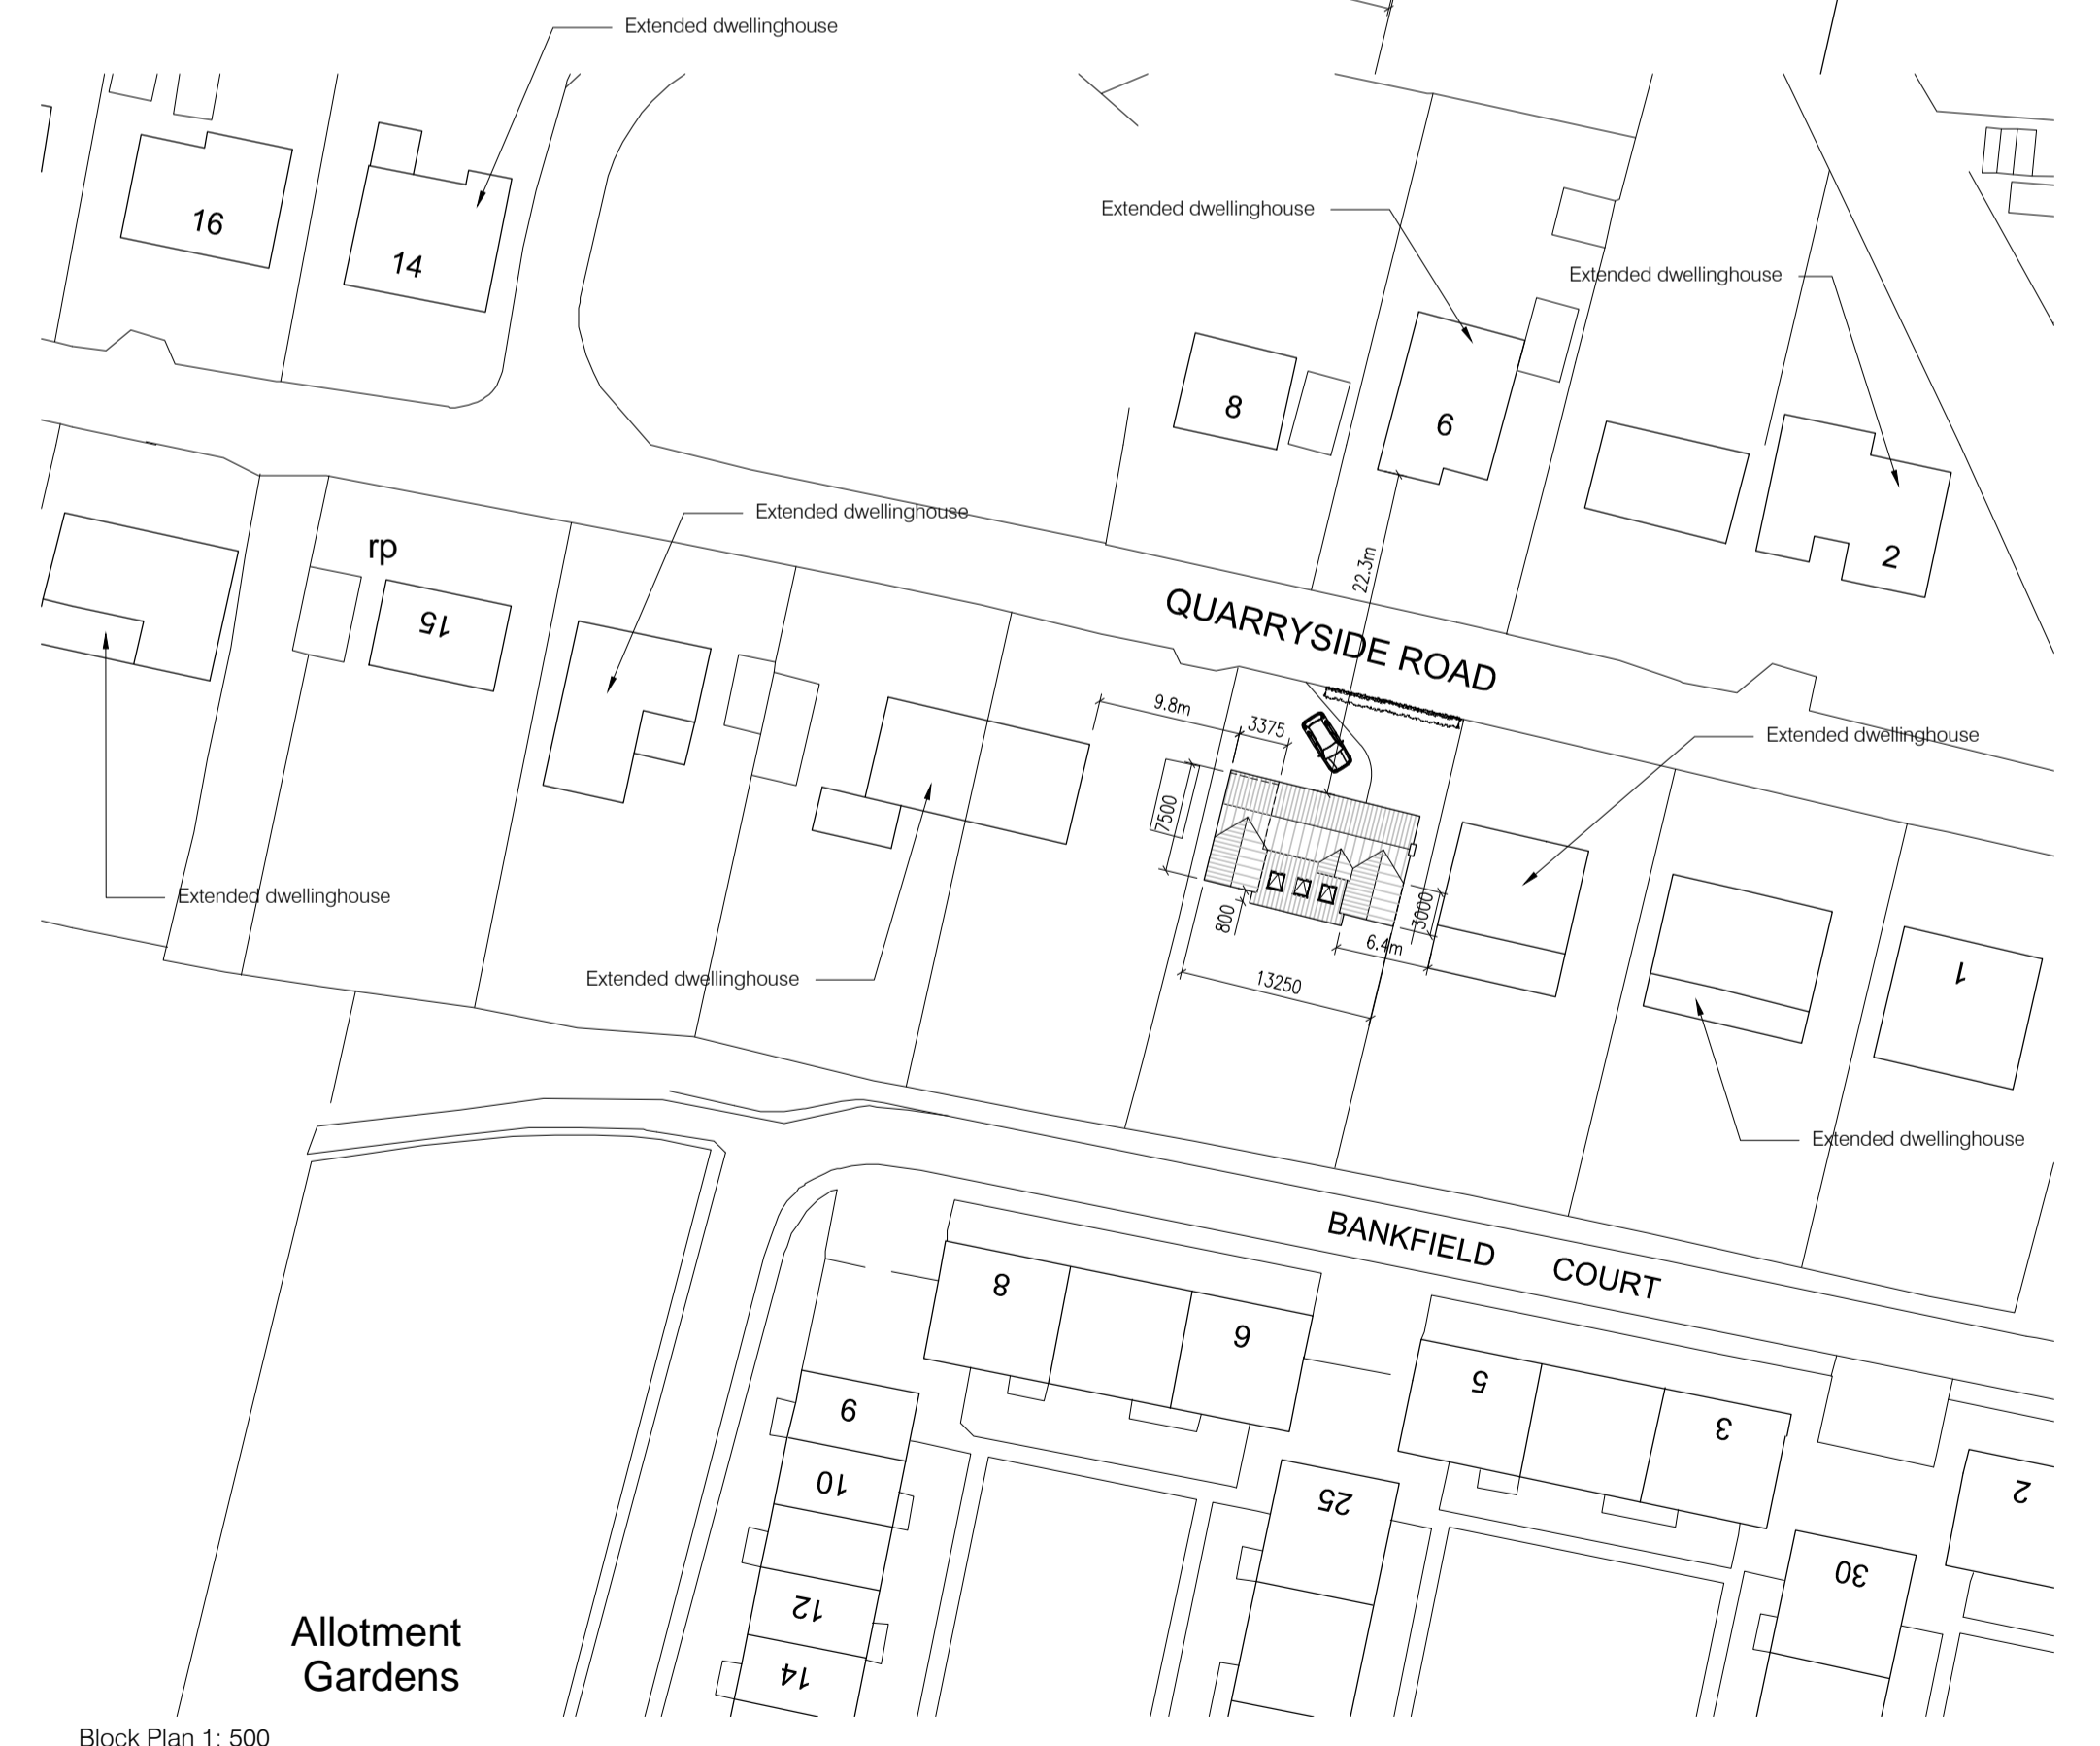 Extended dwellinghouse
16
14
Extended dwellinghouse
Extended dwellinghouse
8
6
2
Extended dwellinghouse
rp
15
22.3m
QUARRYSIDE ROAD
9.8m
3375
Extended dwellinghouse
7500
Extended dwellinghouse
800
3000
6.4m
1
Extended dwellinghouse
13250
Extended dwellinghouse
BANKFIELD COURT
8
6
5
3
9
10
25
2
30
12
14
Allotment
Gardens
Block Plan 1: 500